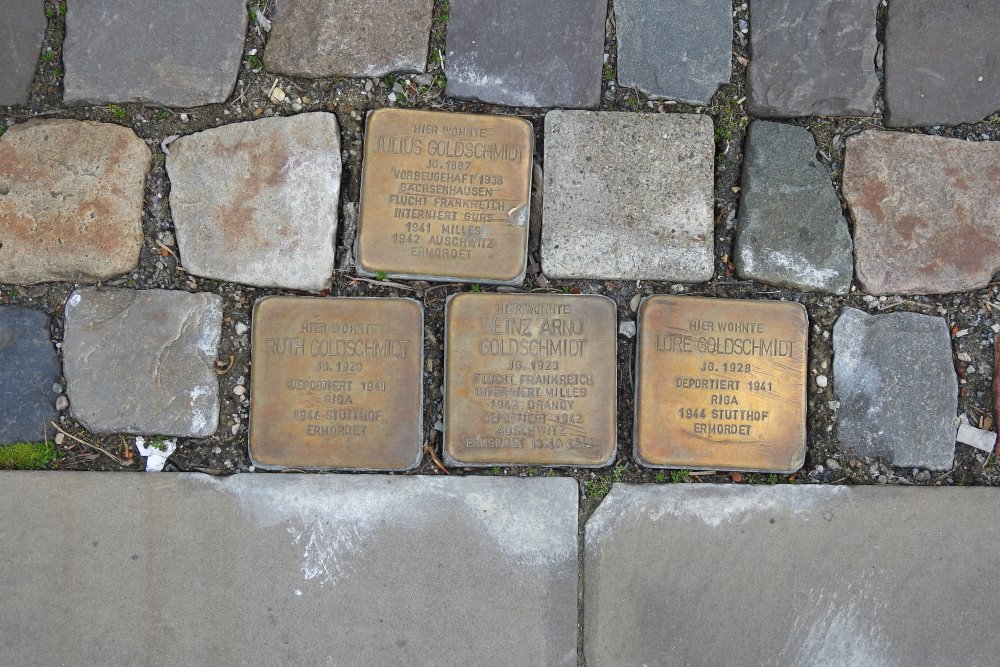 HIER WOHNTE
JULIUS GOLDSCHMIDT
JG. 1887
'VORBEUGEHAFT' 1938
SACHSENHAUSEN
FLUCHT FRANKREICH
INTERNIERT GURS
1941 MILLES
1942 AUSCHWITZ
ERMORDET
HIER WOHNTE
RUTH GOLDSCHMIDT
JG. 1920
DEPORTIERT 1941
RIGA
1944 STUTTHOF
ERMORDET
HIER WOHNTE
HEINZ ARNO
GOLDSCHMIDT
JG. 1923
FLUCHT FRANKREICH
INTERNIERT MILLES
1942 DRANCY
DEPORTIERT 1942
AUSCHWITZ
ERMORDET 1942
HIER WOHNTE
LORE GOLDSCHMIDT
JG. 1928
DEPORTIERT 1941
RIGA
1944 STUTTHOF
ERMORDET